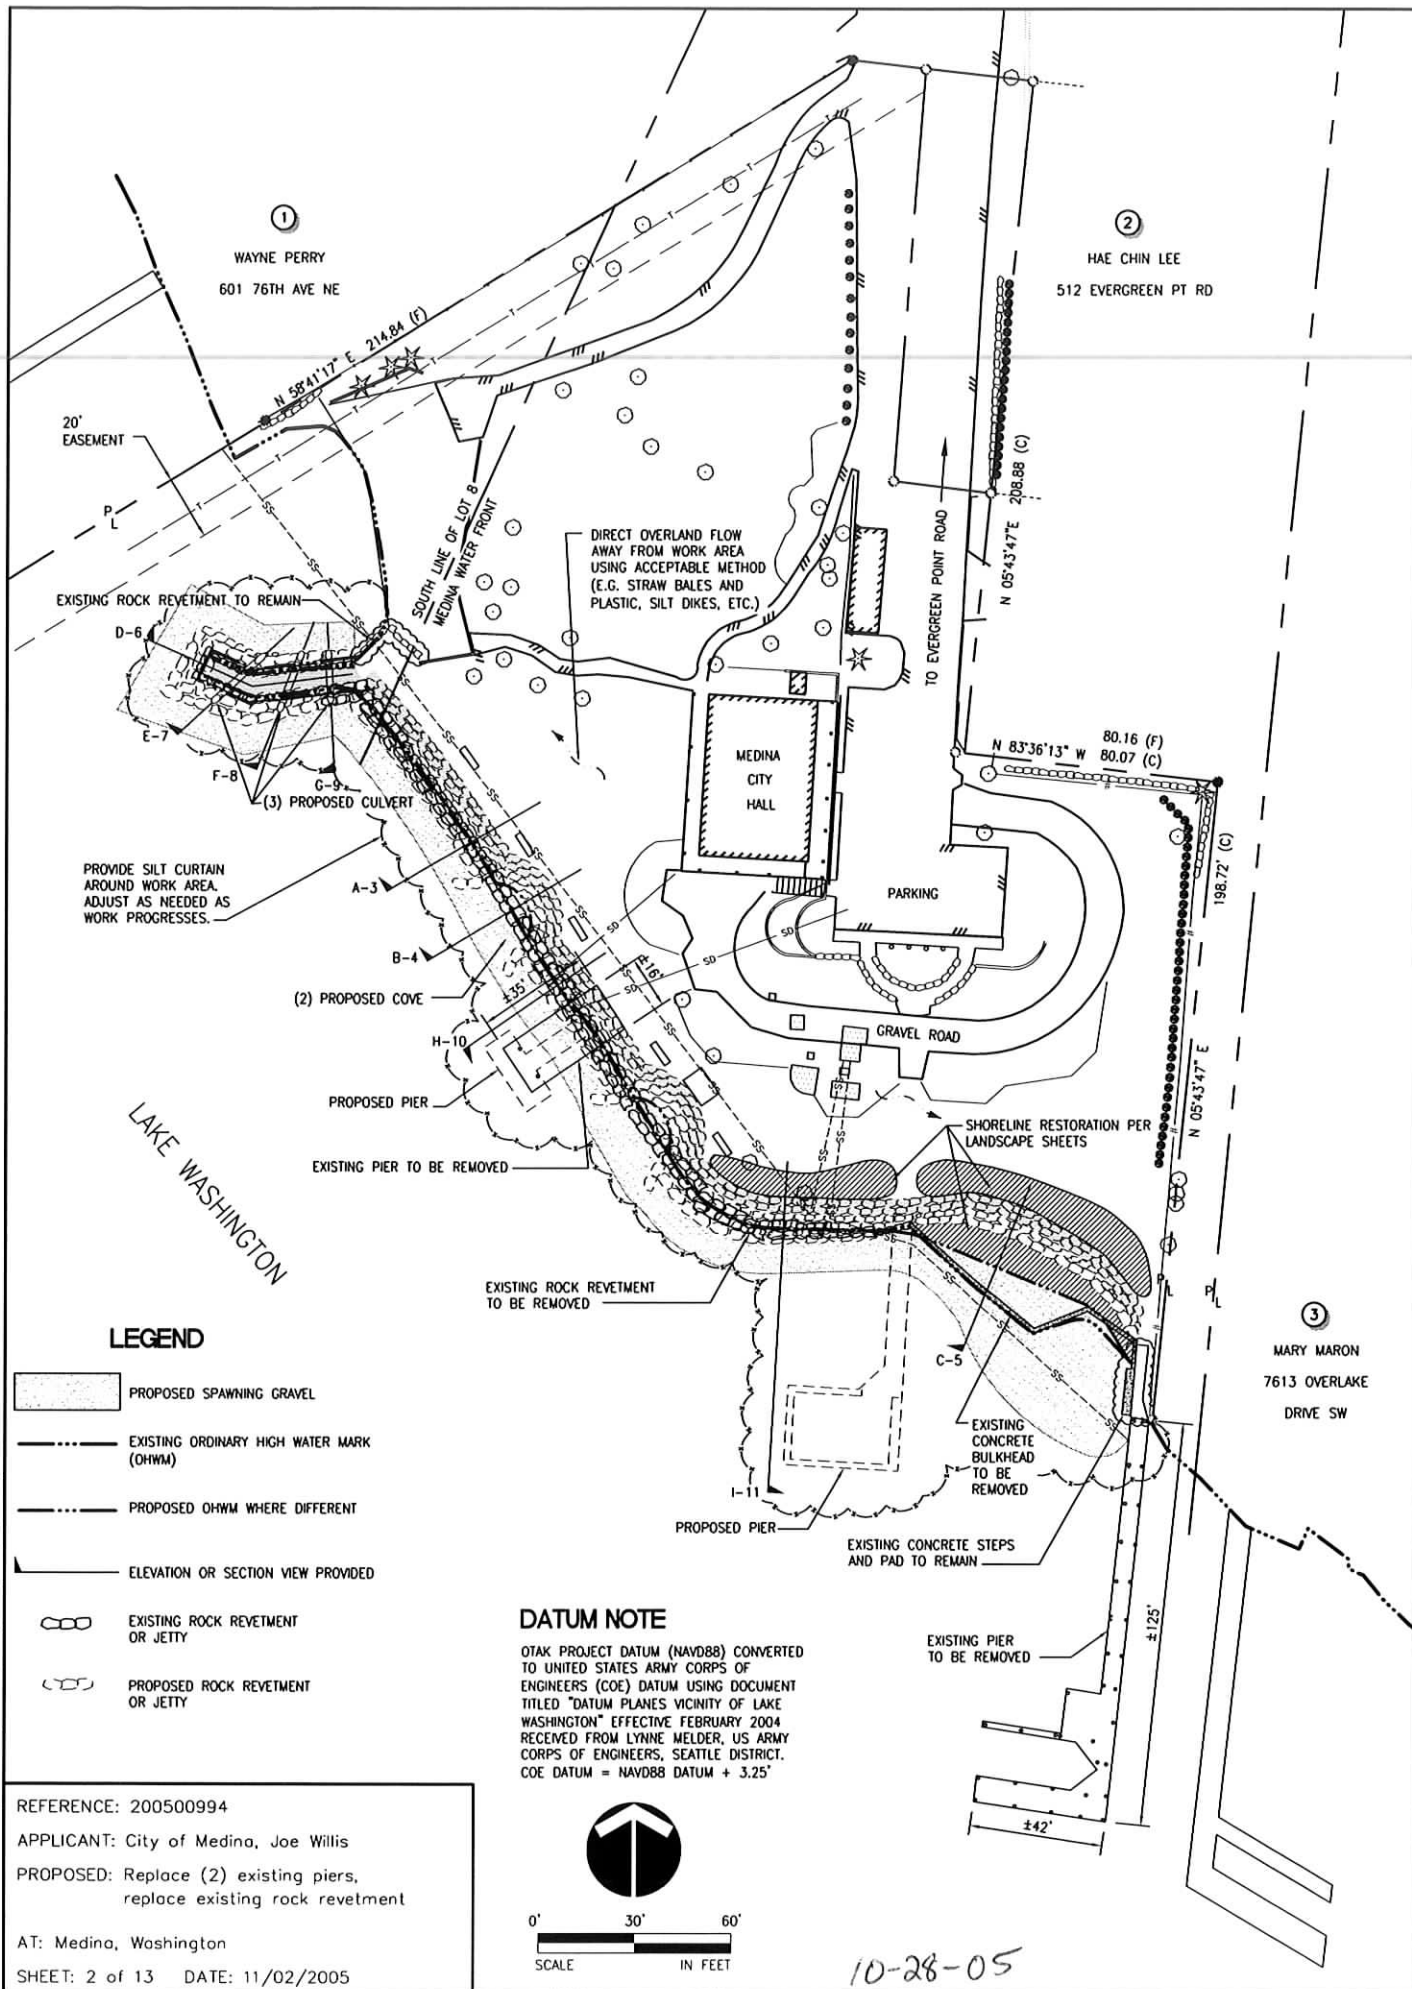 1
WAYNE PERRY
601 76TH AVE NE
2
HAE CHIN LEE
512 EVERGREEN PT RD
N 58°41'17" E 214.84 (F)
20'
EASEMENT
P
L
SOUTH LINE OF LOT 8
MEDINA WATER FRONT
DIRECT OVERLAND FLOW
AWAY FROM WORK AREA
USING ACCEPTABLE METHOD
(E.G. STRAW BALES AND
PLASTIC, SILT DIKES, ETC.)
TO EVERGREEN POINT ROAD
N 05°43'47"E 208.88 (C)
EXISTING ROCK REVETMENT TO REMAIN
D-6
E-7
F-8
G-9
(3) PROPOSED CULVERT
MEDINA
CITY
HALL
80.16 (F)
N 83°36'13" W 80.07 (C)
PROVIDE SILT CURTAIN
AROUND WORK AREA.
ADJUST AS NEEDED AS
WORK PROGRESSES.
A-3
B-4
(2) PROPOSED COVE
±35'
±16'
SD
SD
SD
H-10
PARKING
198.72' (C)
GRAVEL ROAD
N 05°43'47" E
PROPOSED PIER
EXISTING PIER TO BE REMOVED
LAKE WASHINGTON
SHORELINE RESTORATION PER
LANDSCAPE SHEETS
EXISTING ROCK REVETMENT
TO BE REMOVED
P
L
P
L
3
MARY MARON
7613 OVERLAKE
DRIVE SW
C-5
EXISTING
CONCRETE
BULKHEAD
TO BE
REMOVED
I-11
PROPOSED PIER
EXISTING CONCRETE STEPS
AND PAD TO REMAIN
EXISTING PIER
TO BE REMOVED
±125'
±42'
LEGEND
PROPOSED SPAWNING GRAVEL
EXISTING ORDINARY HIGH WATER MARK
(OHWM)
PROPOSED OHWM WHERE DIFFERENT
ELEVATION OR SECTION VIEW PROVIDED
EXISTING ROCK REVETMENT
OR JETTY
PROPOSED ROCK REVETMENT
OR JETTY
DATUM NOTE
OTAK PROJECT DATUM (NAVD88) CONVERTED
TO UNITED STATES ARMY CORPS OF
ENGINEERS (COE) DATUM USING DOCUMENT
TITLED "DATUM PLANES VICINITY OF LAKE
WASHINGTON" EFFECTIVE FEBRUARY 2004
RECEIVED FROM LYNNE MELDER, US ARMY
CORPS OF ENGINEERS, SEATTLE DISTRICT.
COE DATUM = NAVD88 DATUM + 3.25'
REFERENCE: 200500994
APPLICANT: City of Medina, Joe Willis
PROPOSED: Replace (2) existing piers,
replace existing rock revetment
AT: Medina, Washington
SHEET: 2 of 13 DATE: 11/02/2005
0' 30' 60'
SCALE IN FEET
10-28-05